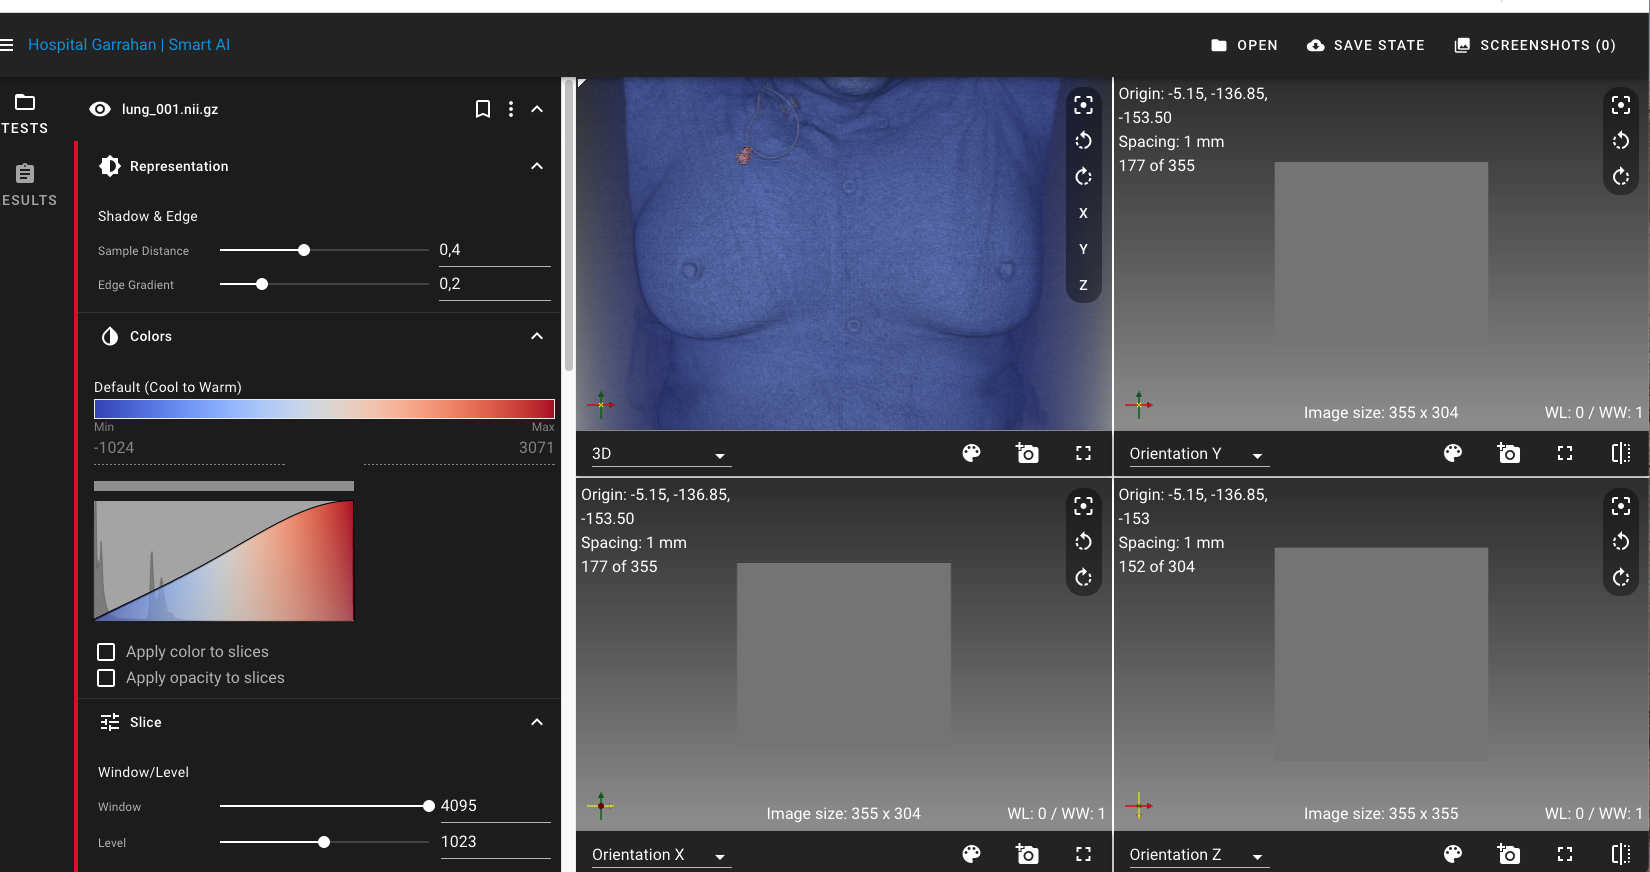 Hospital Garrahan | Smart AI
OPEN
SAVE STATE
SCREENSHOTS (0)
TESTS
ESULTS
lung_001.nii.gz
Representation
Shadow & Edge
Sample Distance 0,4
Edge Gradient 0,2
Colors
Default (Cool to Warm)
Min Max
-1024 3071
Apply color to slices
Apply opacity to slices
Slice
Window/Level
Window 4095
Level 1023
X
Y
Z
3D
Origin: -5.15, -136.85,
-153.50
Spacing: 1 mm
177 of 355
Image size: 355 x 304
WL: 0 / WW: 1
Orientation Y
Origin: -5.15, -136.85,
-153.50
Spacing: 1 mm
177 of 355
Image size: 355 x 304
WL: 0 / WW: 1
Orientation X
Origin: -5.15, -136.85,
-153
Spacing: 1 mm
152 of 304
Image size: 355 x 355
WL: 0 / WW: 1
Orientation Z